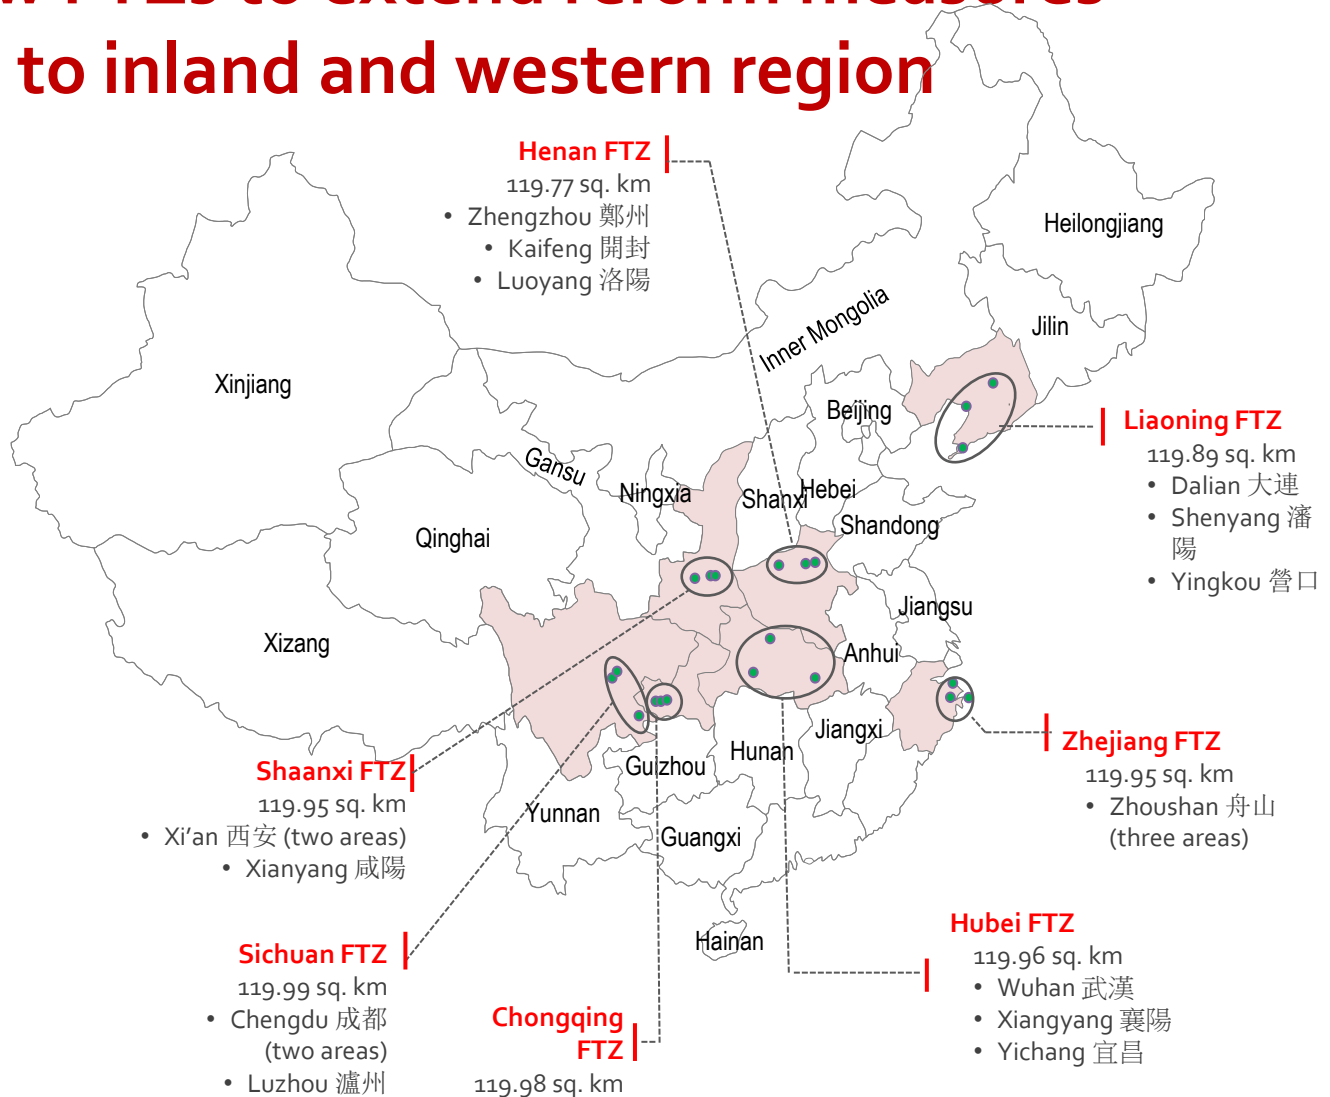 to inland and western region
Henan FTZ
119.77 sq. km
• Zhengzhou 鄭州
• Kaifeng 開封
• Luoyang 洛陽
Heilongjiang
Jilin
Inner Mongolia
Xinjiang
Beijing
Liaoning FTZ
119.89 sq. km
• Dalian 大連
• Shenyang 瀋
陽
• Yingkou 營口
Gansu
Ningxia
Shanxi
Hebei
Shandong
Qinghai
Jiangsu
Xizang
Anhui
Zhejiang FTZ
119.95 sq. km
• Zhoushan 舟山
(three areas)
Jiangxi
Hunan
Guizhou
Shaanxi FTZ
119.95 sq. km
• Xi’an 西安 (two areas)
• Xianyang 咸陽
Yunnan
Guangxi
Hainan
Hubei FTZ
119.96 sq. km
• Wuhan 武漢
• Xiangyang 襄陽
• Yichang 宜昌
Sichuan FTZ
119.99 sq. km
• Chengdu 成都
(two areas)
• Luzhou 瀘州
Chongqing
FTZ
119.98 sq. km